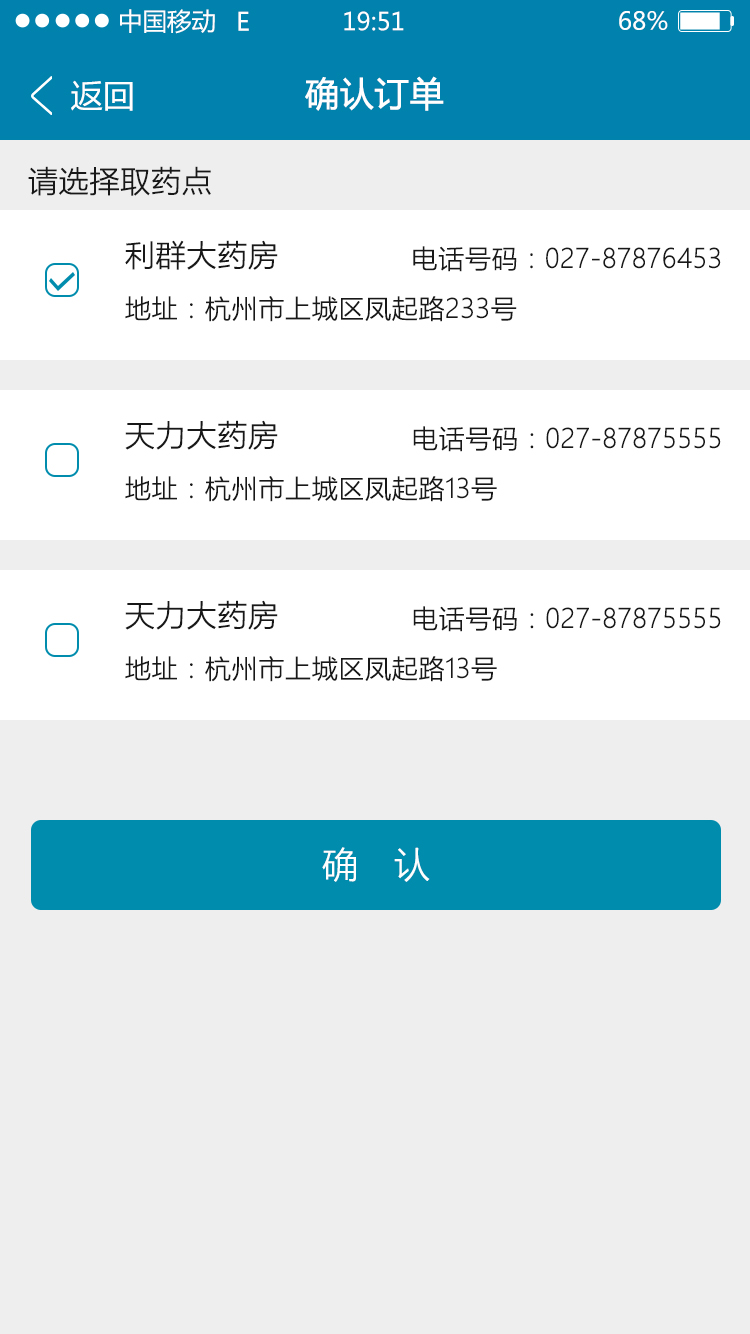 中国移动 E 19:51 68%
返回 确认订单
请选择取药点
利群大药房 电话号码：027-87876453
地址：杭州市上城区凤起路233号
天力大药房 电话号码：027-87875555
地址：杭州市上城区凤起路13号
天力大药房 电话号码：027-87875555
地址：杭州市上城区凤起路13号
确 认